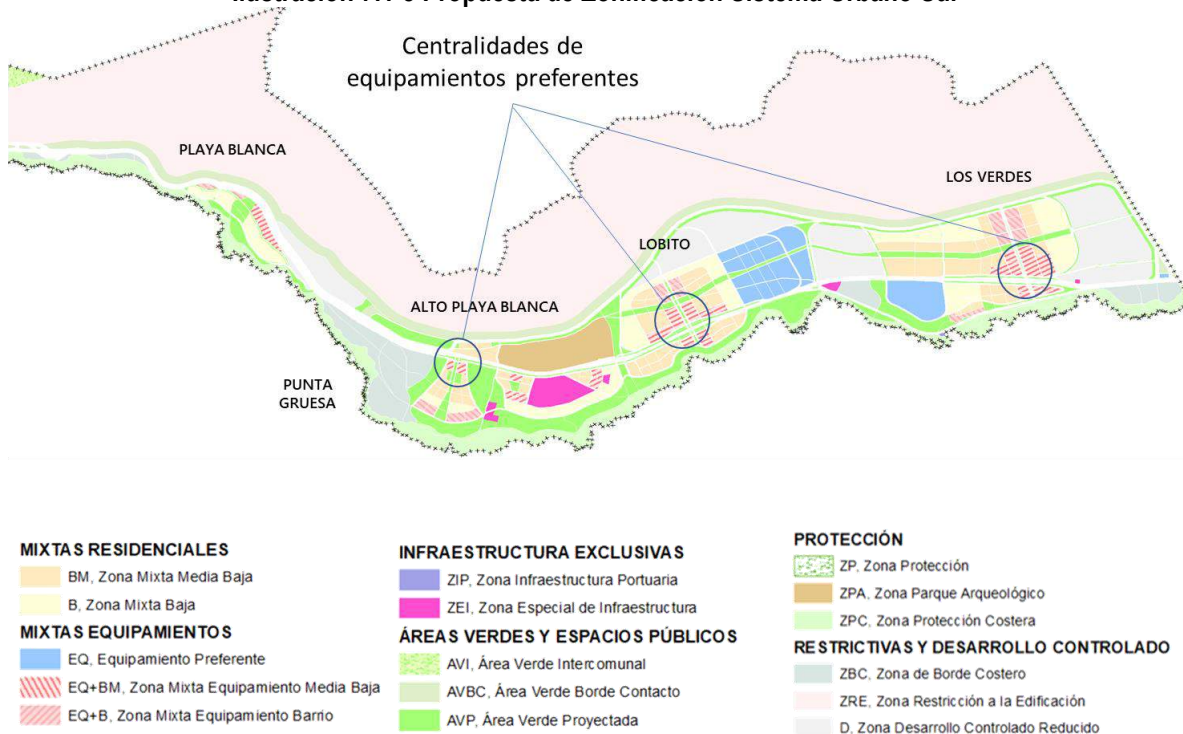 Centralidades de
equipamientos preferentes
PLAYA BLANCA
LOS VERDES
LOBITO
ALTO PLAYA BLANCA
PUNTA
GRUESA
MIXTAS RESIDENCIALES
BM, Zona Mixta Media Baja
B, Zona Mixta Baja
MIXTAS EQUIPAMIENTOS
EQ, Equipamiento Preferente
EQ+BM, Zona Mixta Equipamiento Media Baja
EQ+B, Zona Mixta Equipamiento Barrio
INFRAESTRUCTURA EXCLUSIVAS
ZIP, Zona Infraestructura Portuaria
ZEI, Zona Especial de Infraestructura
ÁREAS VERDES Y ESPACIOS PÚBLICOS
AVI, Área Verde Intercomunal
AVBC, Área Verde Borde Contacto
AVP, Área Verde Proyectada
PROTECCIÓN
ZP, Zona Protección
ZPA, Zona Parque Arqueológico
ZPC, Zona Protección Costera
RESTRICTIVAS Y DESARROLLO CONTROLADO
ZBC, Zona de Borde Costero
ZRE, Zona Restricción a la Edificación
D, Zona Desarrollo Controlado Reducido